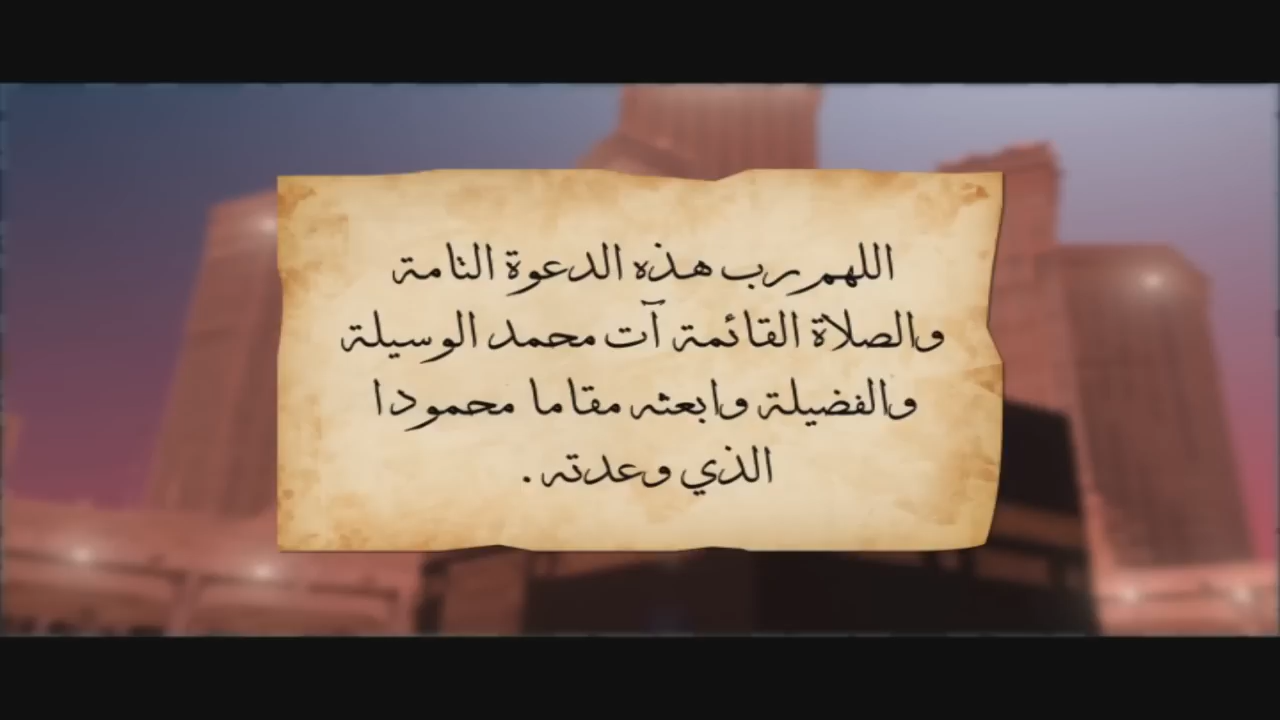 اللهم رب هذه الدعوة التامة
والصلاة القائمة آت محمد الوسيلة
والفضيلة وابعثه مقاما محمودا
الذي وعدته .